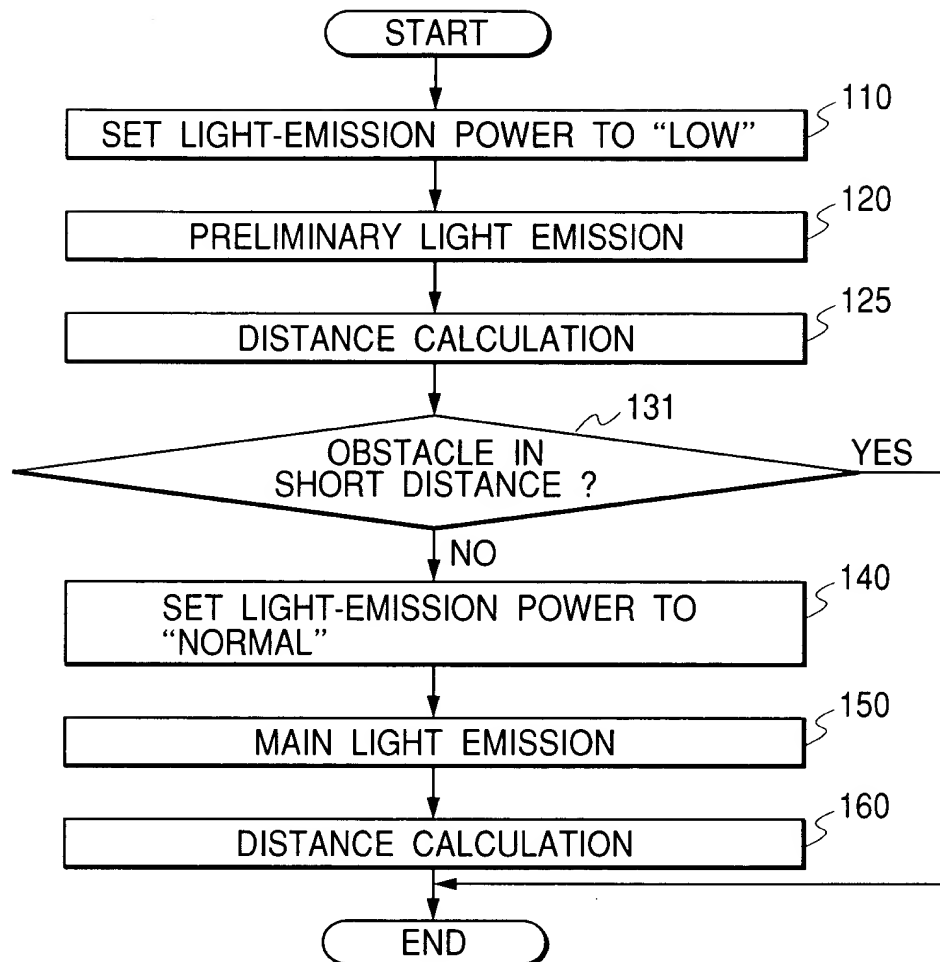 START
110
SET LIGHT-EMISSION POWER TO “LOW”
120
PRELIMINARY LIGHT EMISSION
125
DISTANCE CALCULATION
131
OBSTACLE IN
SHORT DISTANCE ?
YES
NO
140
SET LIGHT-EMISSION POWER TO
“NORMAL”
150
MAIN LIGHT EMISSION
160
DISTANCE CALCULATION
END